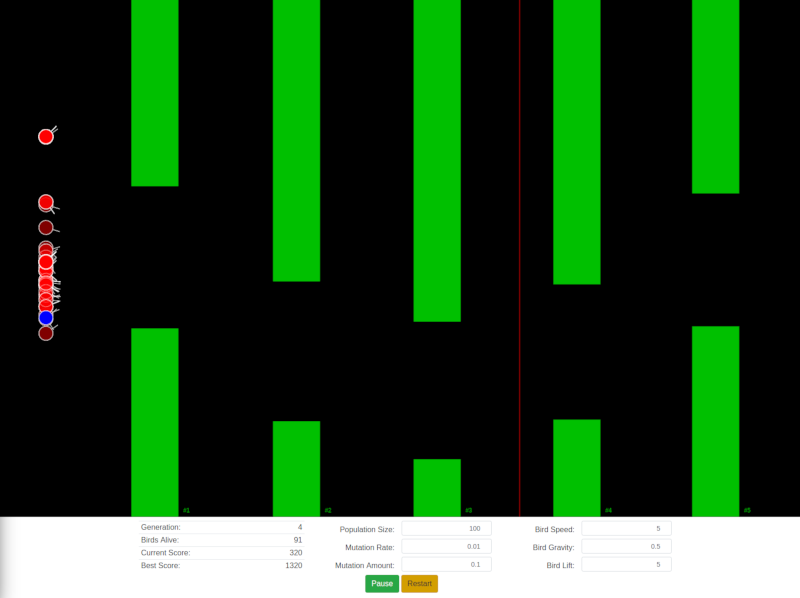 #1 #2 #3 #4 #5
Generation: 4
Birds Alive: 91
Current Score: 320
Best Score: 1320
Population Size: 100
Mutation Rate: 0.01
Mutation Amount: 0.1
Bird Speed: 5
Bird Gravity: 0.5
Bird Lift: 5
Pause Restart